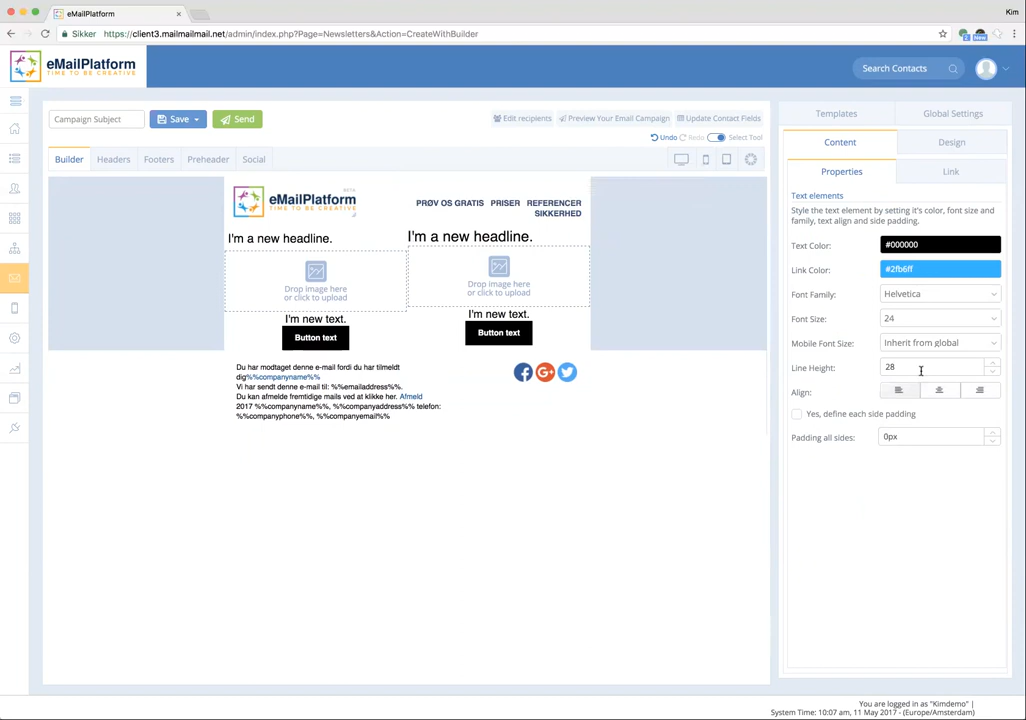 eMailPlatform
Kim
Sikker
https://client3.mailmailmail.net/admin/index.php?Page=Newsletters&Action=CreateWithBuilder
New
eMailPlatform
TIME TO BE CREATIVE
Search Contacts
Campaign Subject
Save
Send
Edit recipients
Preview Your Email Campaign
Update Contact Fields
Undo
Redo
Select Tool
Builder
Headers
Footers
Preheader
Social
BETA
eMailPlatform
TIME TO BE CREATIVE
PRØV OS GRATIS PRISER REFERENCER
SIKKERHED
I'm a new headline.
Drop image here
or click to upload
I'm new text.
Button text
I'm a new headline.
Drop image here
or click to upload
I'm new text.
Button text
Du har modtaget denne e-mail fordi du har tilmeldt
dig%%companyname%%
Vi har sendt denne e-mail til: %%emailaddress%%.
Du kan afmelde fremtidige mails ved at klikke her. Afmeld
2017 %%companyname%%, %%companyaddress%% telefon:
%%companyphone%%, %%companyemail%%
Templates
Global Settings
Content
Design
Properties
Link
Text elements
Style the text element by setting it's color, font size and
family, text align and side padding.
Text Color: #000000
Link Color: #2fb6ff
Font Family: Helvetica
Font Size: 24
Mobile Font Size: Inherit from global
Line Height: 28
Align:
Yes, define each side padding
Padding all sides: 0px
You are logged in as "Kimdemo" |
System Time: 10:07 am, 11 May 2017 - (Europe/Amsterdam) |